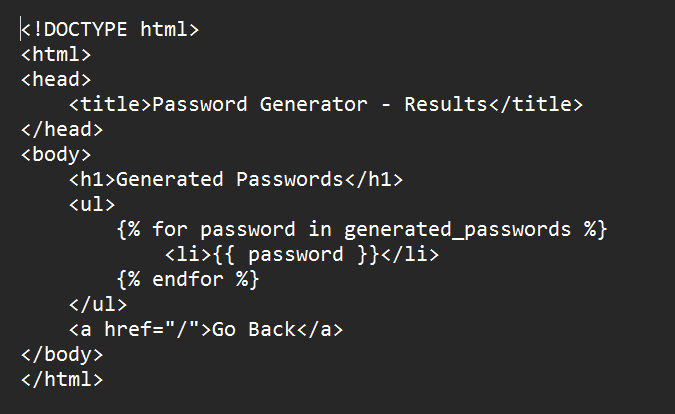 <!DOCTYPE html>
<html>
<head>
    <title>Password Generator - Results</title>
</head>
<body>
    <h1>Generated Passwords</h1>
    <ul>
        {% for password in generated_passwords %}
            <li>{{ password }}</li>
        {% endfor %}
    </ul>
    <a href="/">Go Back</a>
</body>
</html>